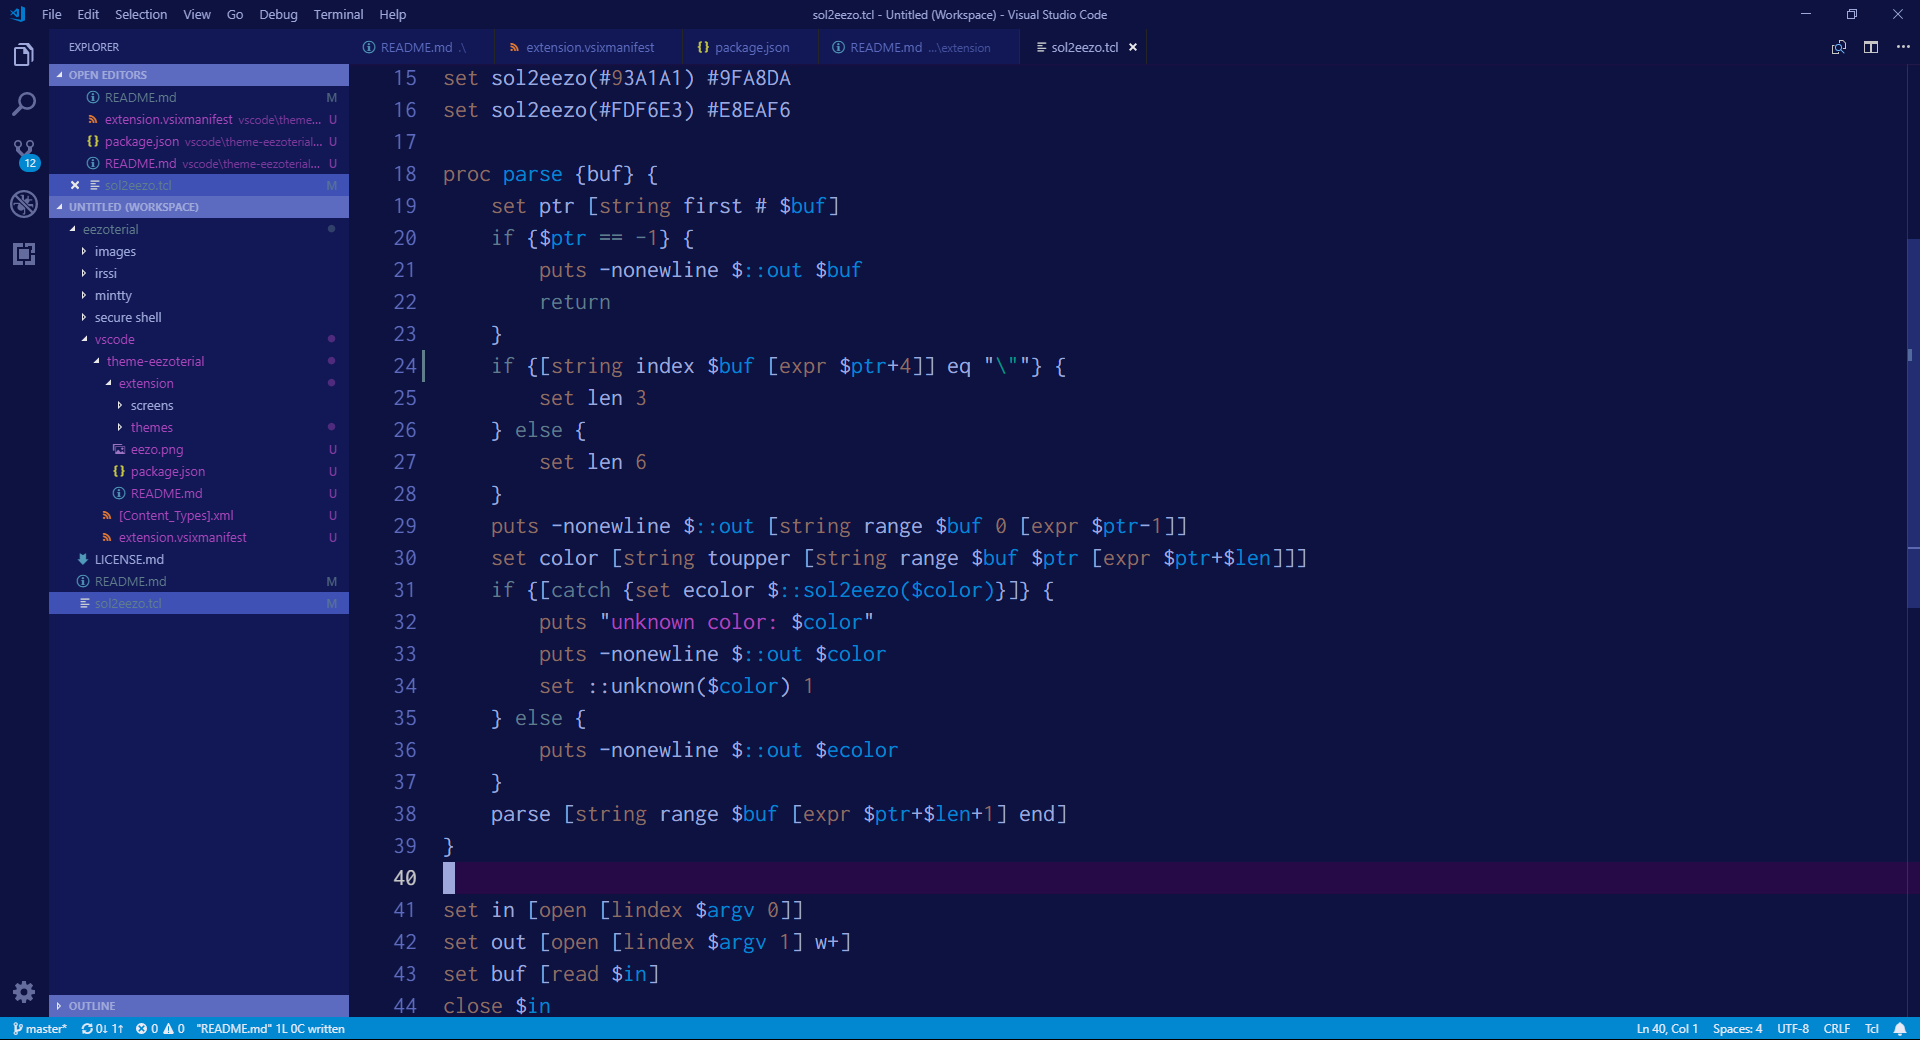 File Edit Selection View Go Debug Terminal Help
sol2eezo.tcl - Untitled (Workspace) - Visual Studio Code
EXPLORER
README.md .\
extension.vsixmanifest
package.json
README.md ...\extension
sol2eezo.tcl
OPEN EDITORS
README.md M
extension.vsixmanifest vscode\theme... U
package.json vscode\theme-eezoterial... U
README.md vscode\theme-eezoterial... U
sol2eezo.tcl M
UNTITLED (WORKSPACE)
eezoterial
images
irssi
mintty
secure shell
vscode
theme-eezoterial
extension
screens
themes
eezo.png U
package.json U
README.md U
[Content_Types].xml U
extension.vsixmanifest U
LICENSE.md
README.md M
sol2eezo.tcl M
OUTLINE
12
15 set sol2eezo(#93A1A1) #9FA8DA
16 set sol2eezo(#FDF6E3) #E8EAF6
17
18 proc parse {buf} {
19     set ptr [string first # $buf]
20     if {$ptr == -1} {
21         puts -nonewline $::out $buf
22         return
23     }
24     if {[string index $buf [expr $ptr+4]] eq "\""} {
25         set len 3
26     } else {
27         set len 6
28     }
29     puts -nonewline $::out [string range $buf 0 [expr $ptr-1]]
30     set color [string toupper [string range $buf $ptr [expr $ptr+$len]]]
31     if {[catch {set ecolor $::sol2eezo($color)}]} {
32         puts "unknown color: $color"
33         puts -nonewline $::out $color
34         set ::unknown($color) 1
35     } else {
36         puts -nonewline $::out $ecolor
37     }
38     parse [string range $buf [expr $ptr+$len+1] end]
39 }
40
41 set in [open [lindex $argv 0]]
42 set out [open [lindex $argv 1] w+]
43 set buf [read $in]
44 close $in
master* 0↓ 1↑ 0 0 "README.md" 1L 0C written
Ln 40, Col 1 Spaces: 4 UTF-8 CRLF Tcl